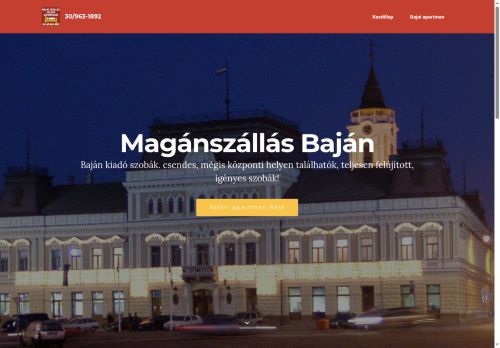 30/963-1892
Kezdőlap
Bajai apartman
Magánszállás Baján
Baján kiadó szobák. csendes, mégis központi helyen találhatók, teljesen felújított,
igényes szobák!
Szlavi apartman Baja